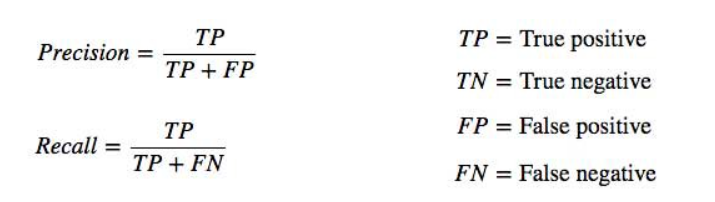 Precision = TP / TP + FP
Recall = TP / TP + FN
TP = True positive
TN = True negative
FP = False positive
FN = False negative